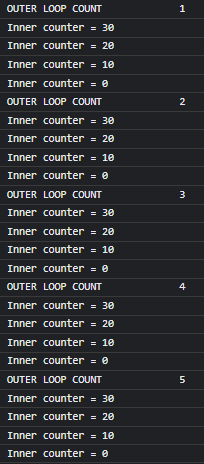 OUTER LOOP COUNT 1
Inner counter = 30
Inner counter = 20
Inner counter = 10
Inner counter = 0
OUTER LOOP COUNT 2
Inner counter = 30
Inner counter = 20
Inner counter = 10
Inner counter = 0
OUTER LOOP COUNT 3
Inner counter = 30
Inner counter = 20
Inner counter = 10
Inner counter = 0
OUTER LOOP COUNT 4
Inner counter = 30
Inner counter = 20
Inner counter = 10
Inner counter = 0
OUTER LOOP COUNT 5
Inner counter = 30
Inner counter = 20
Inner counter = 10
Inner counter = 0